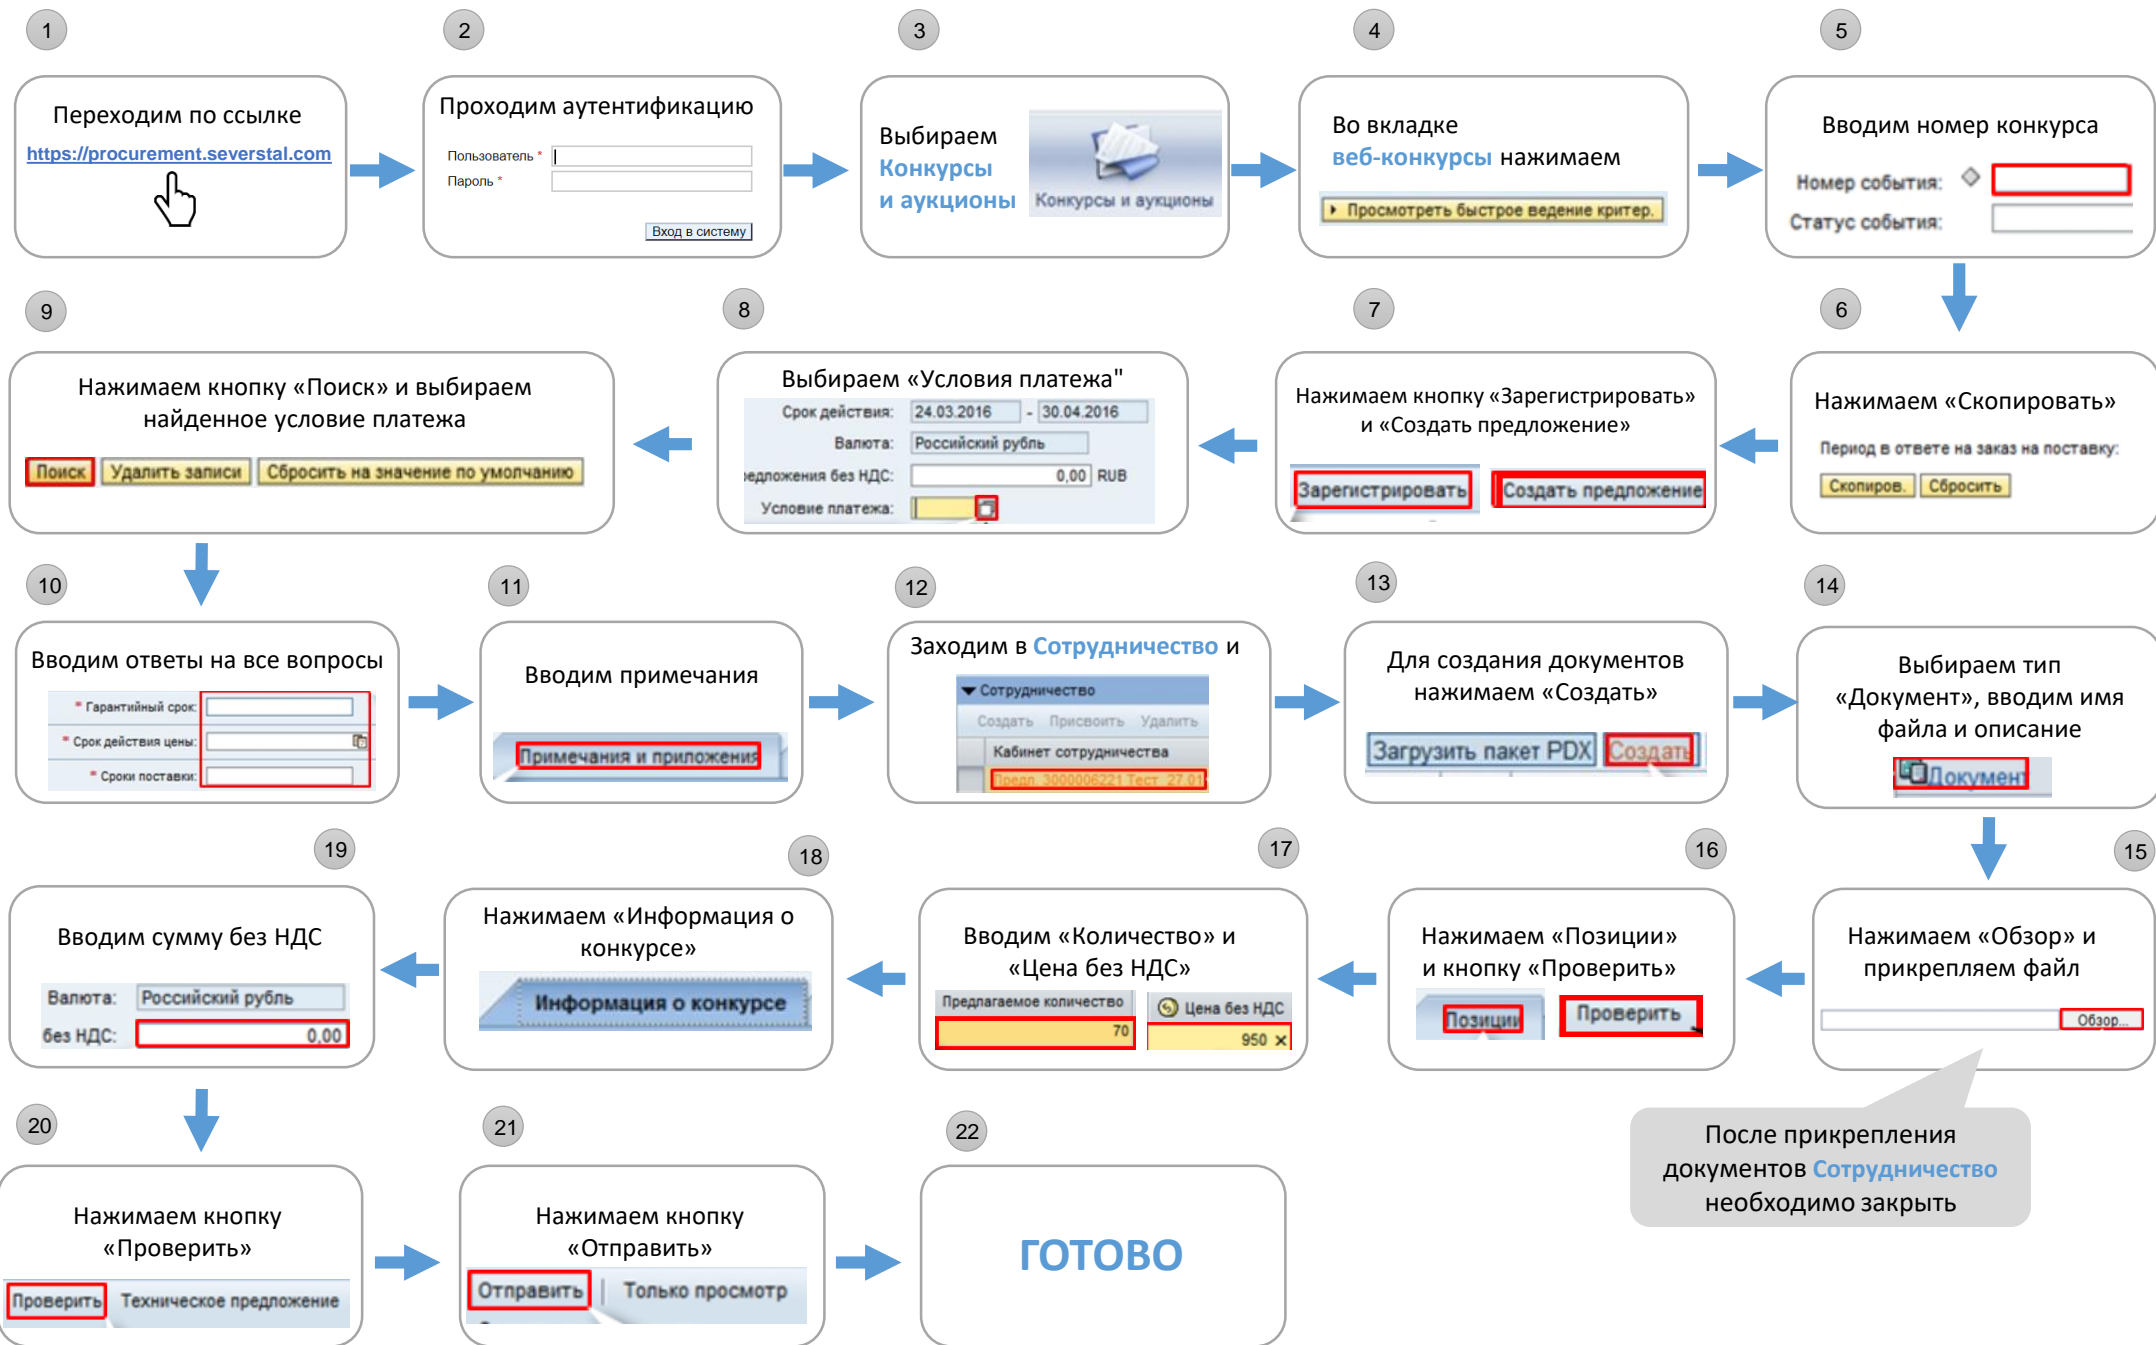 1
Переходим по ссылке
https://procurement.severstal.com
2
Проходим аутентификацию
Пользователь *
Пароль *
Вход в систему
3
Выбираем
Конкурсы
и аукционы
Конкурсы и аукционы
4
Во вкладке
веб-конкурсы нажимаем
Просмотреть быстрое ведение критер.
5
Вводим номер конкурса
Номер события:
Статус события:
6
Нажимаем «Скопировать»
Период в ответе на заказ на поставку:
Скопиров. Сбросить
7
Нажимаем кнопку «Зарегистрировать»
и «Создать предложение»
Зарегистрировать Создать предложение
8
Выбираем «Условия платежа"
Срок действия: 24.03.2016 - 30.04.2016
Валюта: Российский рубль
едложения без НДС: 0,00 RUB
Условие платежа:
9
Нажимаем кнопку «Поиск» и выбираем
найденное условие платежа
Поиск Удалить записи Сбросить на значение по умолчанию
10
Вводим ответы на все вопросы
* Гарантийный срок:
* Срок действия цены:
* Сроки поставки:
11
Вводим примечания
Примечания и приложения
12
Заходим в Сотрудничество и
Сотрудничество
Создать Присвоить Удалить
Кабинет сотрудничества
Предл. 3000006221 Тест 27.01
13
Для создания документов
нажимаем «Создать»
Загрузить пакет PDX Создать
14
Выбираем тип
«Документ», вводим имя
файла и описание
Документ
15
Нажимаем «Обзор» и
прикрепляем файл
Обзор...
После прикрепления
документов Сотрудничество
необходимо закрыть
16
Нажимаем «Позиции»
и кнопку «Проверить»
Позиции Проверить
17
Вводим «Количество» и
«Цена без НДС»
Предлагаемое количество Цена без НДС
70 950
18
Нажимаем «Информация о
конкурсе»
Информация о конкурсе
19
Вводим сумму без НДС
Валюта: Российский рубль
без НДС: 0,00
20
Нажимаем кнопку
«Проверить»
Проверить Техническое предложение
21
Нажимаем кнопку
«Отправить»
Отправить Только просмотр
22
ГОТОВО